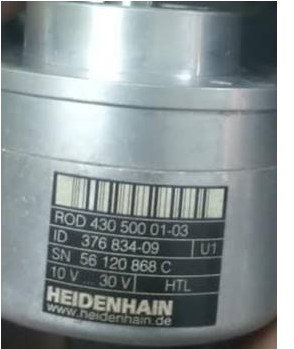 ROD 430 500 01-03
ID 376 834-09 U1
SN 56 120 868 C
10 V ... 30 V HTL
HEIDENHAIN
www.heidenhain.de